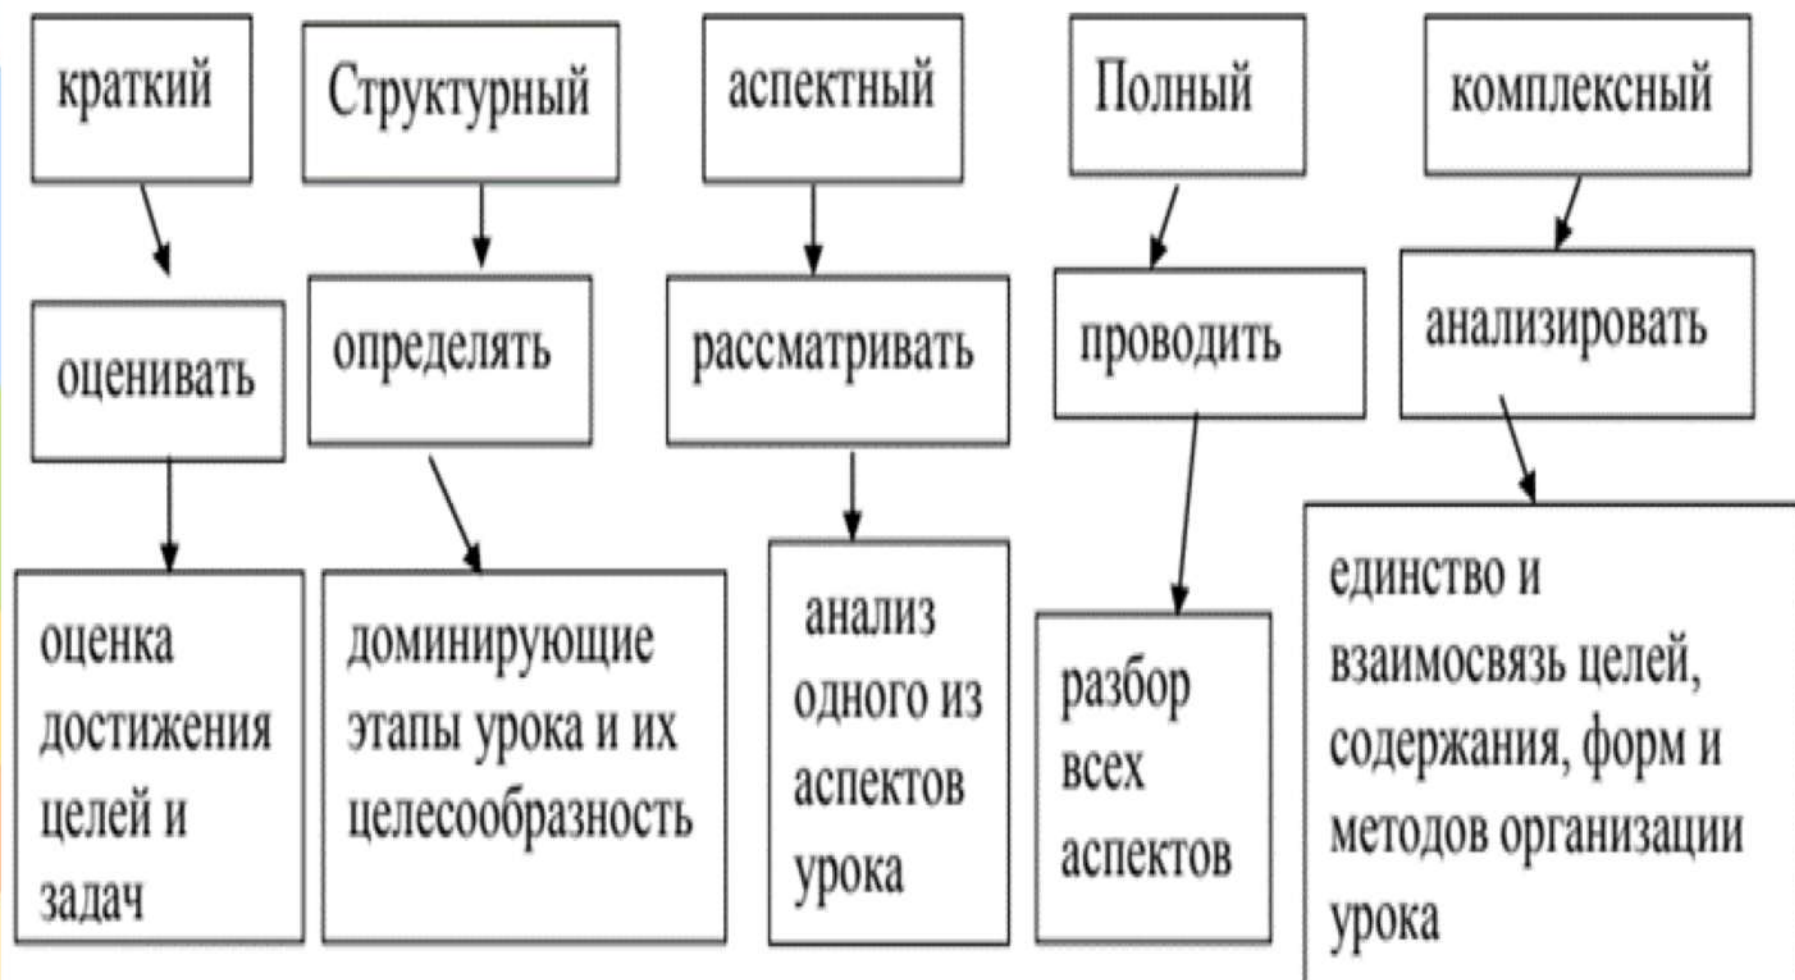 краткий
Структурный
аспектный
Полный
комплексный
оценивать
определять
рассматривать
проводить
анализировать
оценка
достижения
целей и
задач
доминирующие
этапы урока и их
целесообразность
анализ
одного из
аспектов
урока
разбор
всех
аспектов
единство и
взаимосвязь целей,
содержания, форм и
методов организации
урока